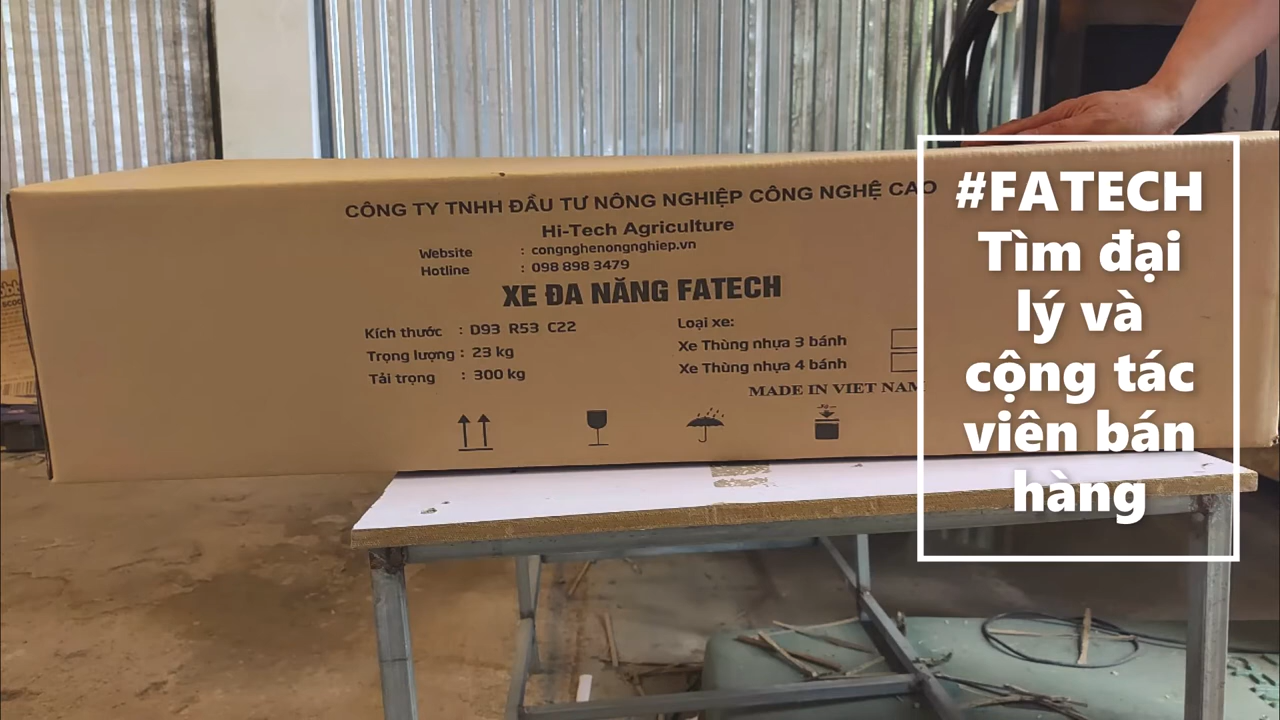 CÔNG TY TNHH ĐẦU TƯ NÔNG NGHIỆP CÔNG NGHỆ CAO
Hi-Tech Agriculture
Website : congnghenongnghiep.vn
Hotline : 098 898 3479
XE ĐA NĂNG FATECH
Kích thước : D93 R53 C22
Trọng lượng : 23 kg
Tải trọng : 300 kg
Loại xe:
Xe Thùng nhựa 3 bánh
Xe Thùng nhựa 4 bánh
MADE IN VIET NAM
#FATECH
Tìm đại
lý và
cộng tác
viên bán
hàng